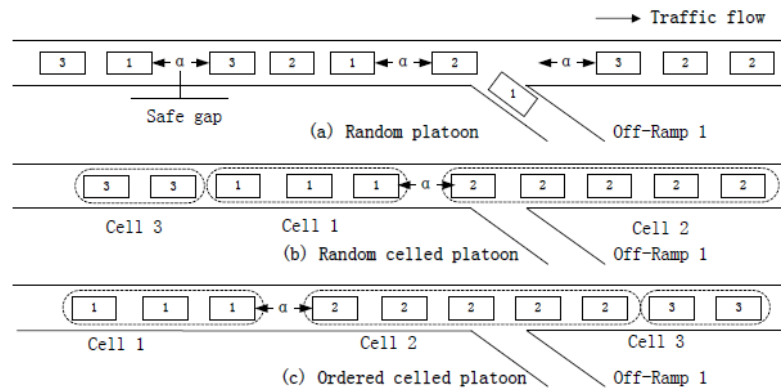 Traffic flow
3 1 α 3 2 1 α 2 α 3 2 2
1
Safe gap
(a) Random platoon Off-Ramp 1
3 3 1 1 1 α 2 2 2 2 2
Cell 3 Cell 1 Cell 2
(b) Random celled platoon Off-Ramp 1
1 1 1 α 2 2 2 2 2 3 3
Cell 1 Cell 2 Cell 3
(c) Ordered celled platoon Off-Ramp 1